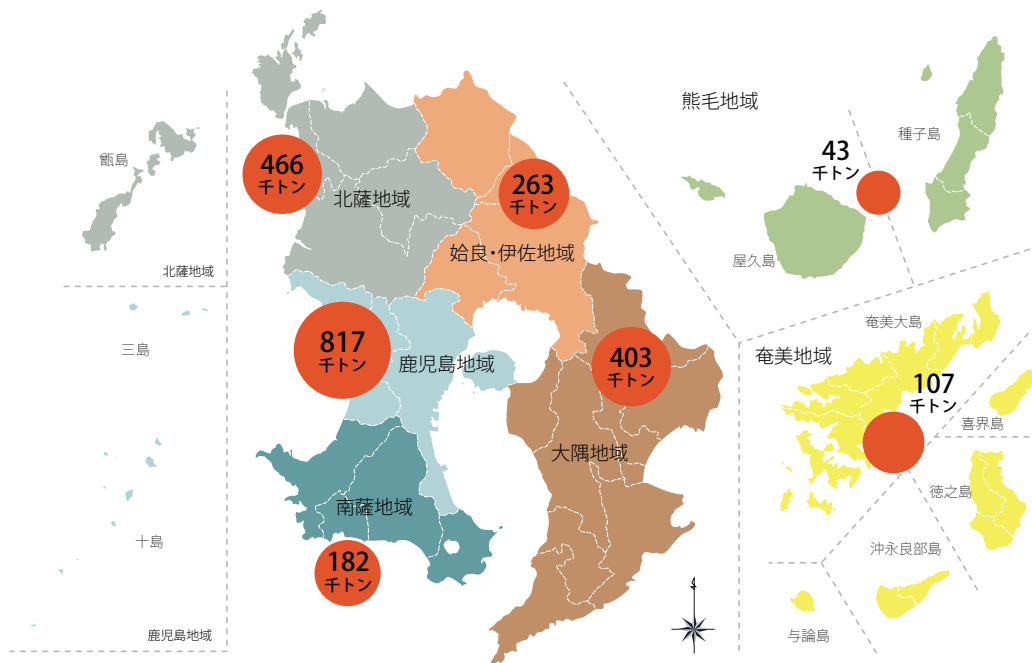 甑島
北薩地域
三島
十島
鹿児島地域
466
千トン
北薩地域
263
千トン
姶良・伊佐地域
817
千トン
鹿児島地域
403
千トン
大隅地域
南薩地域
182
千トン
熊毛地域
43
千トン
種子島
屋久島
奄美地域
奄美大島
107
千トン
喜界島
徳之島
沖永良部島
与論島